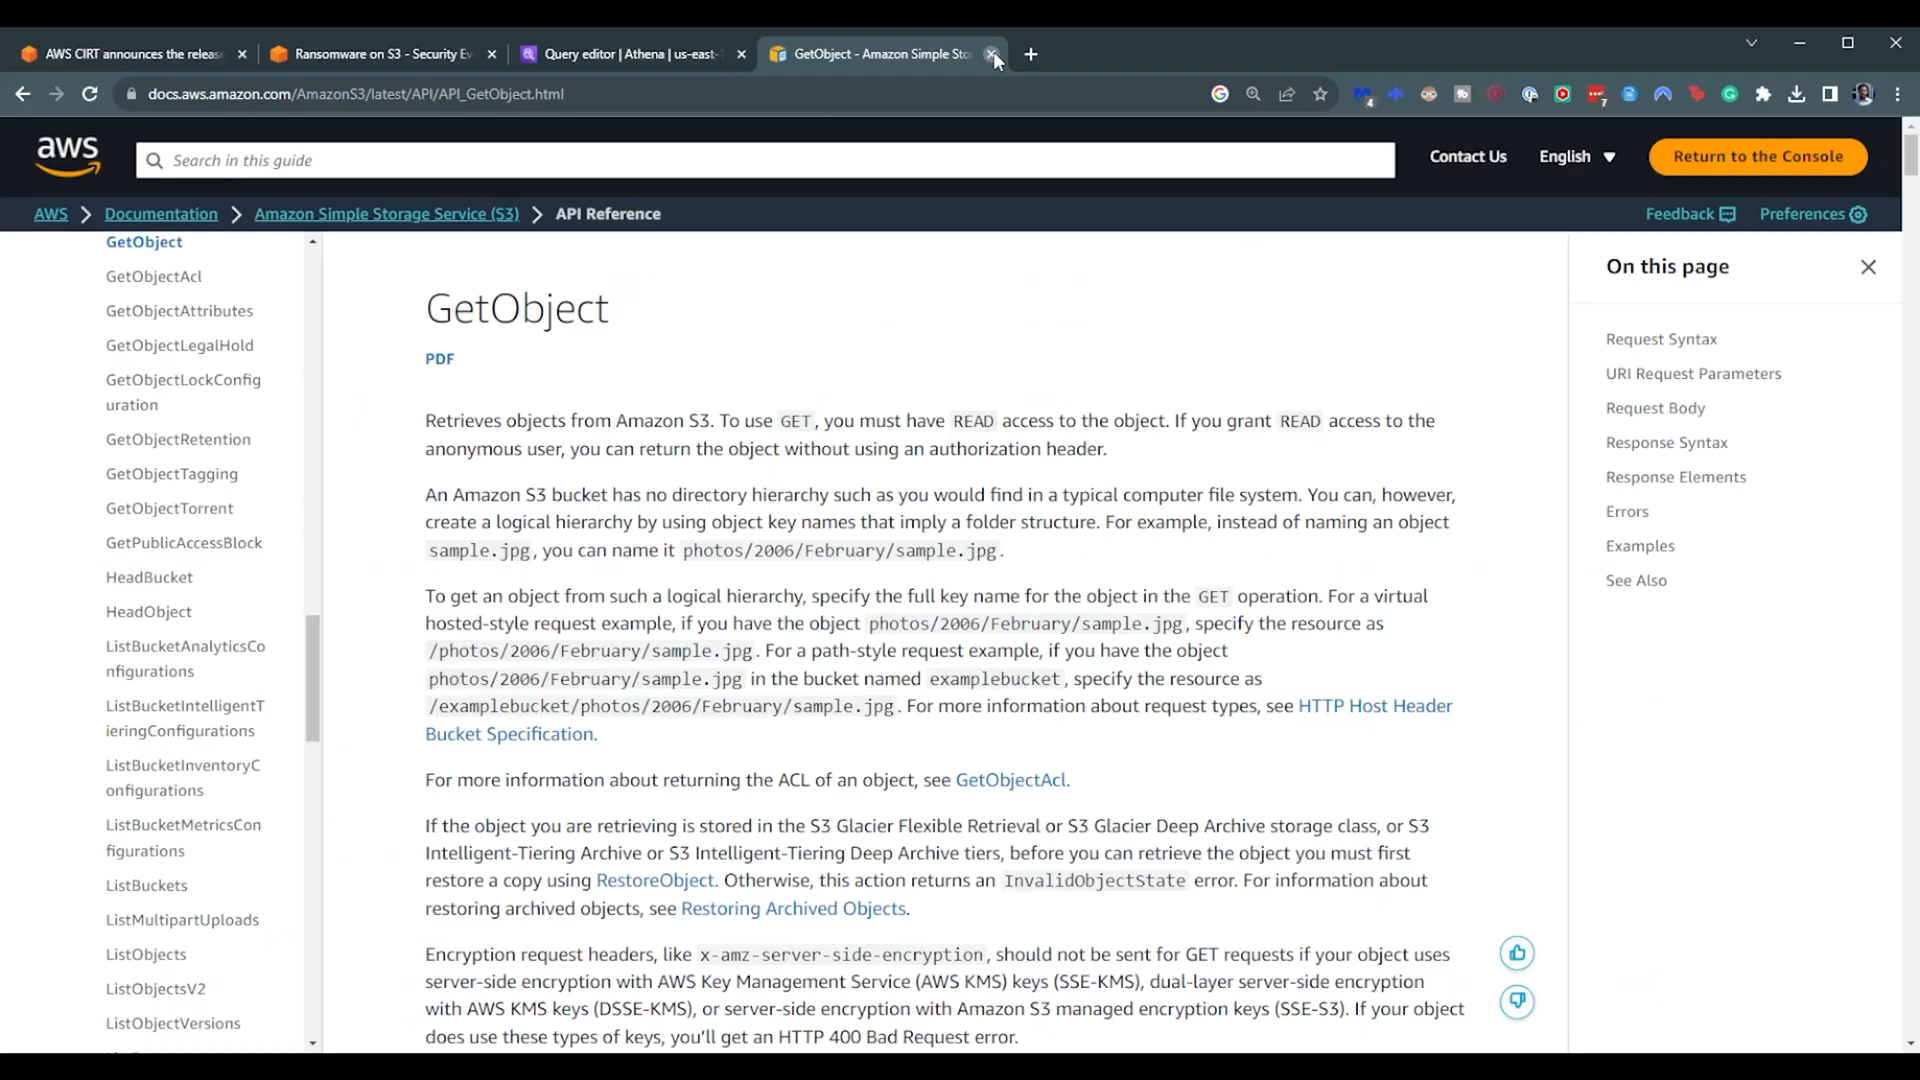 AWS CIRT announces the releas
Ransomware on S3 - Security Ev
Query editor | Athena | us-east-
GetObject - Amazon Simple Sto
docs.aws.amazon.com/AmazonS3/latest/API/API_GetObject.html
4
7
aws
Search in this guide
Contact Us
English
Return to the Console
AWS
Documentation
Amazon Simple Storage Service (S3)
API Reference
Feedback
Preferences
GetObject
GetObjectAcl
GetObjectAttributes
GetObjectLegalHold
GetObjectLockConfig
uration
GetObjectRetention
GetObjectTagging
GetObjectTorrent
GetPublicAccessBlock
HeadBucket
HeadObject
ListBucketAnalyticsCo
nfigurations
ListBucketIntelligentT
ieringConfigurations
ListBucketInventoryC
onfigurations
ListBucketMetricsCon
figurations
ListBuckets
ListMultipartUploads
ListObjects
ListObjectsV2
ListObjectVersions
GetObject
PDF
Retrieves objects from Amazon S3. To use GET, you must have READ access to the object. If you grant READ access to the
anonymous user, you can return the object without using an authorization header.
An Amazon S3 bucket has no directory hierarchy such as you would find in a typical computer file system. You can, however,
create a logical hierarchy by using object key names that imply a folder structure. For example, instead of naming an object
sample.jpg, you can name it photos/2006/February/sample.jpg.
To get an object from such a logical hierarchy, specify the full key name for the object in the GET operation. For a virtual
hosted-style request example, if you have the object photos/2006/February/sample.jpg, specify the resource as
/photos/2006/February/sample.jpg. For a path-style request example, if you have the object
photos/2006/February/sample.jpg in the bucket named examplebucket, specify the resource as
/examplebucket/photos/2006/February/sample.jpg. For more information about request types, see HTTP Host Header
Bucket Specification.
For more information about returning the ACL of an object, see GetObjectAcl.
If the object you are retrieving is stored in the S3 Glacier Flexible Retrieval or S3 Glacier Deep Archive storage class, or S3
Intelligent-Tiering Archive or S3 Intelligent-Tiering Deep Archive tiers, before you can retrieve the object you must first
restore a copy using RestoreObject. Otherwise, this action returns an InvalidObjectState error. For information about
restoring archived objects, see Restoring Archived Objects.
Encryption request headers, like x-amz-server-side-encryption, should not be sent for GET requests if your object uses
server-side encryption with AWS Key Management Service (AWS KMS) keys (SSE-KMS), dual-layer server-side encryption
with AWS KMS keys (DSSE-KMS), or server-side encryption with Amazon S3 managed encryption keys (SSE-S3). If your object
does use these types of keys, you'll get an HTTP 400 Bad Request error.
On this page
Request Syntax
URI Request Parameters
Request Body
Response Syntax
Response Elements
Errors
Examples
See Also